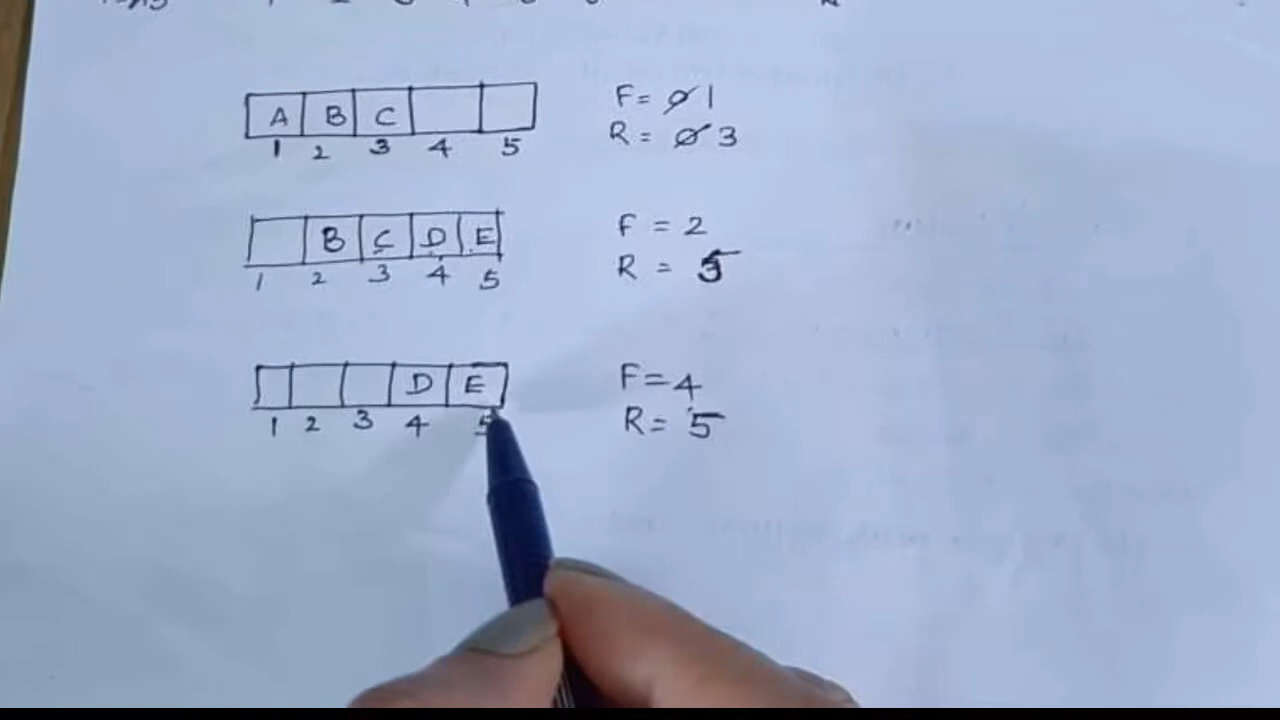 A B C
F = 0 1
1 2 3 4 5
R = 0 3
B C D E
F = 2
1 2 3 4 5
R = 5
D E
F = 4
1 2 3 4 5
R = 5